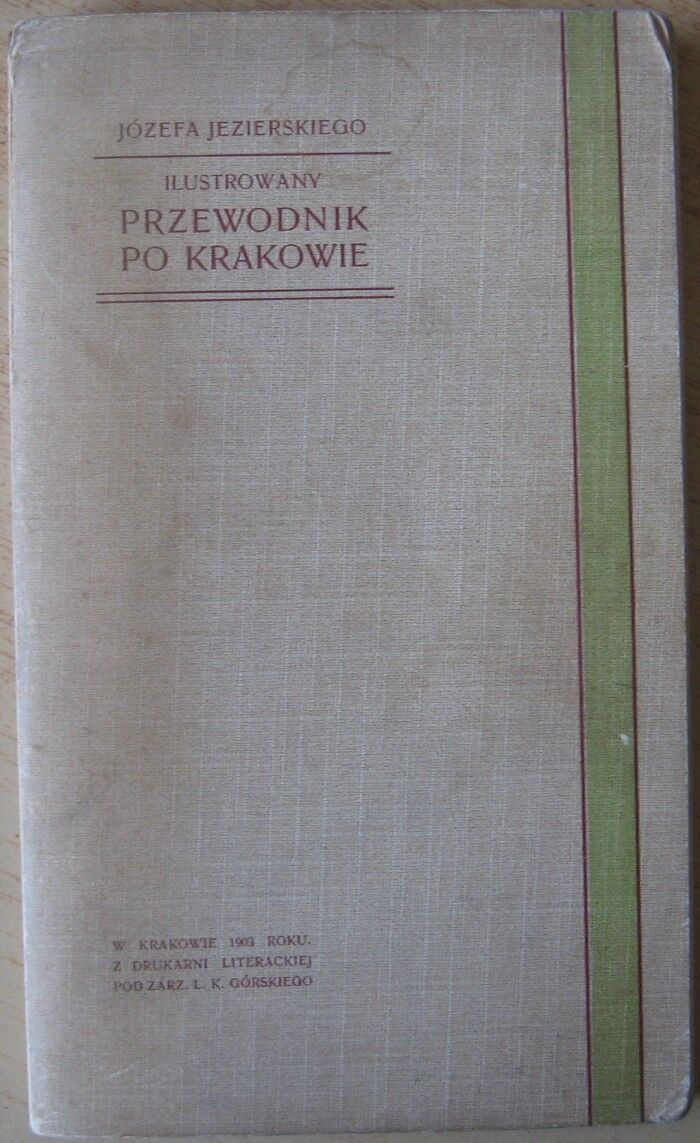 JÓZEFA JEZIERSKIEGO
ILUSTROWANY
PRZEWODNIK
PO KRAKOWIE
W KRAKOWIE 1903 ROKU.
Z DRUKARNI LITERACKIEJ
POD ZARZ. L. K. GÓRSKIEGO